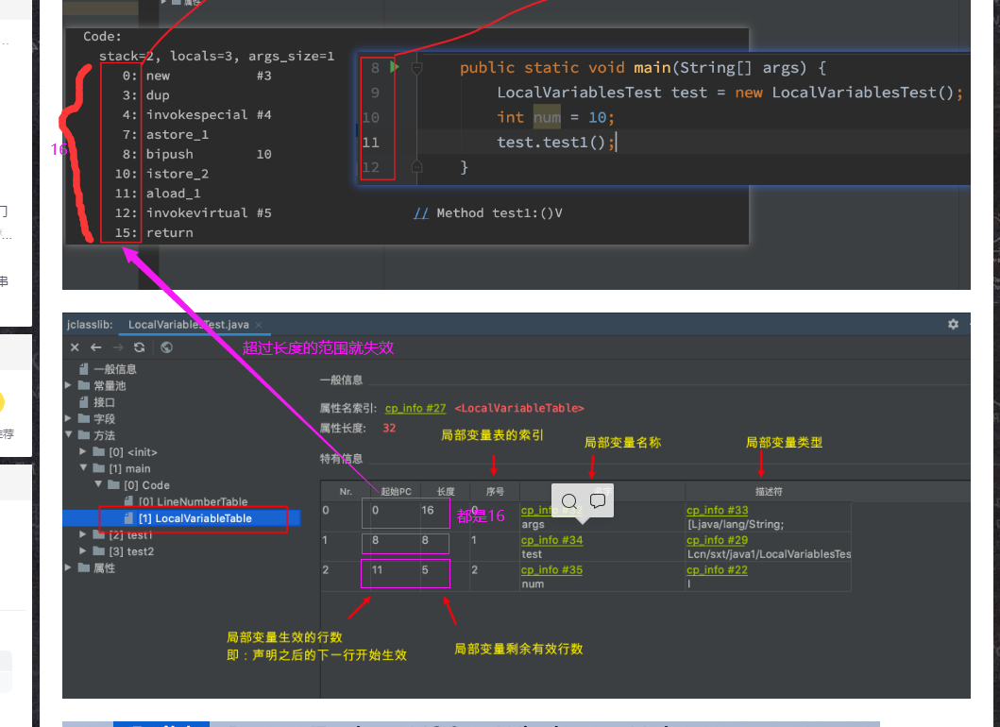 属性
Code:
stack=2, locals=3, args_size=1
0: new #3
3: dup
4: invokespecial #4
7: astore_1
8: bipush 10
10: istore_2
11: aload_1
12: invokevirtual #5 // Method test1:()V
15: return
16
8 public static void main(String[] args) {
9 LocalVariablesTest test = new LocalVariablesTest();
10 int num = 10;
11 test.test1();
12 }
门
串
荐
jclasslib: LocalVariablesTest.java
超过长度的范围就失效
一般信息
常量池
接口
字段
方法
[0] <init>
[1] main
[0] Code
[0] LineNumberTable
[1] LocalVariableTable
[2] test1
[3] test2
属性
一般信息
属性名索引: cp_info #27 <LocalVariableTable>
属性长度: 32
特有信息
局部变量表的索引
局部变量名称
局部变量类型
Nr. 起始PC 长度 序号 描述符
0 0 16 0 cp_info #33
args [Ljava/lang/String;
都是16
1 8 8 1 cp_info #34 cp_info #29
test Lcn/sxt/java1/LocalVariablesTes
2 11 5 2 cp_info #35 cp_info #22
num I
局部变量生效的行数
即：声明之后的下一行开始生效
局部变量剩余有效行数